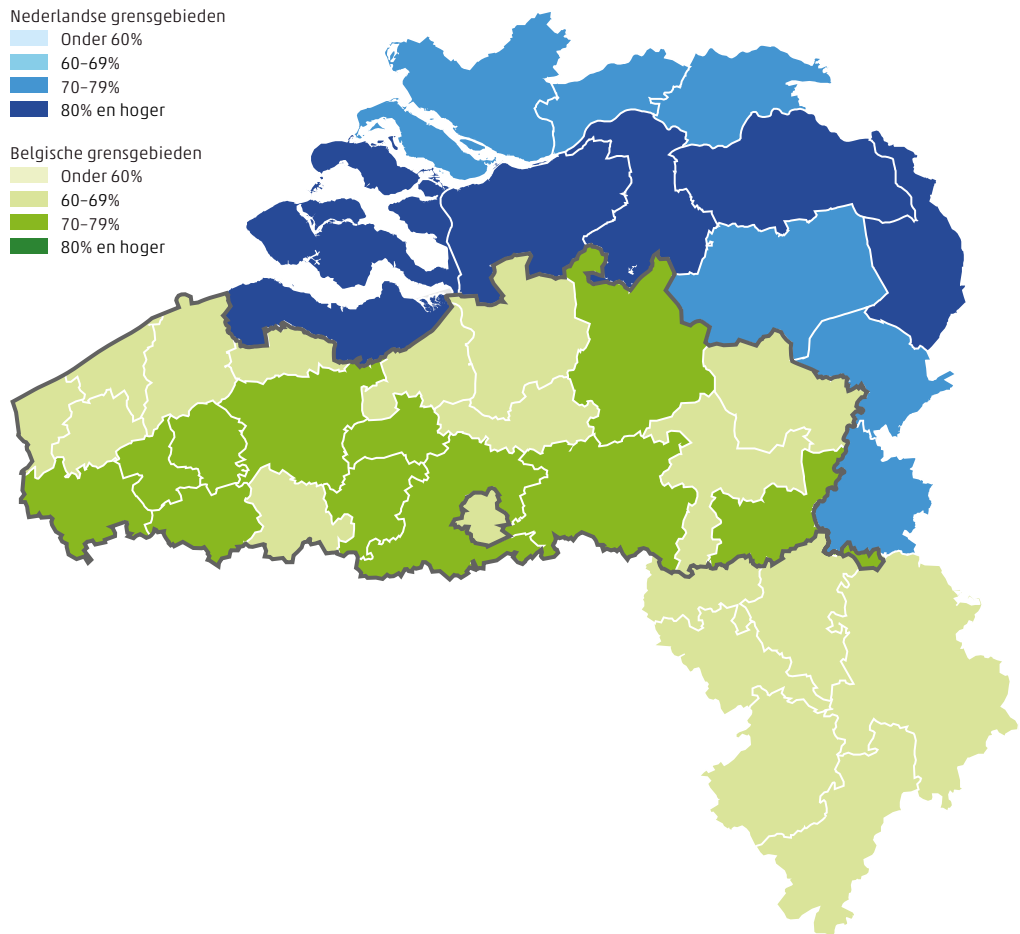 Nederlandse grensgebieden
Onder 60%
60–69%
70–79%
80% en hoger
Belgische grensgebieden
Onder 60%
60–69%
70–79%
80% en hoger